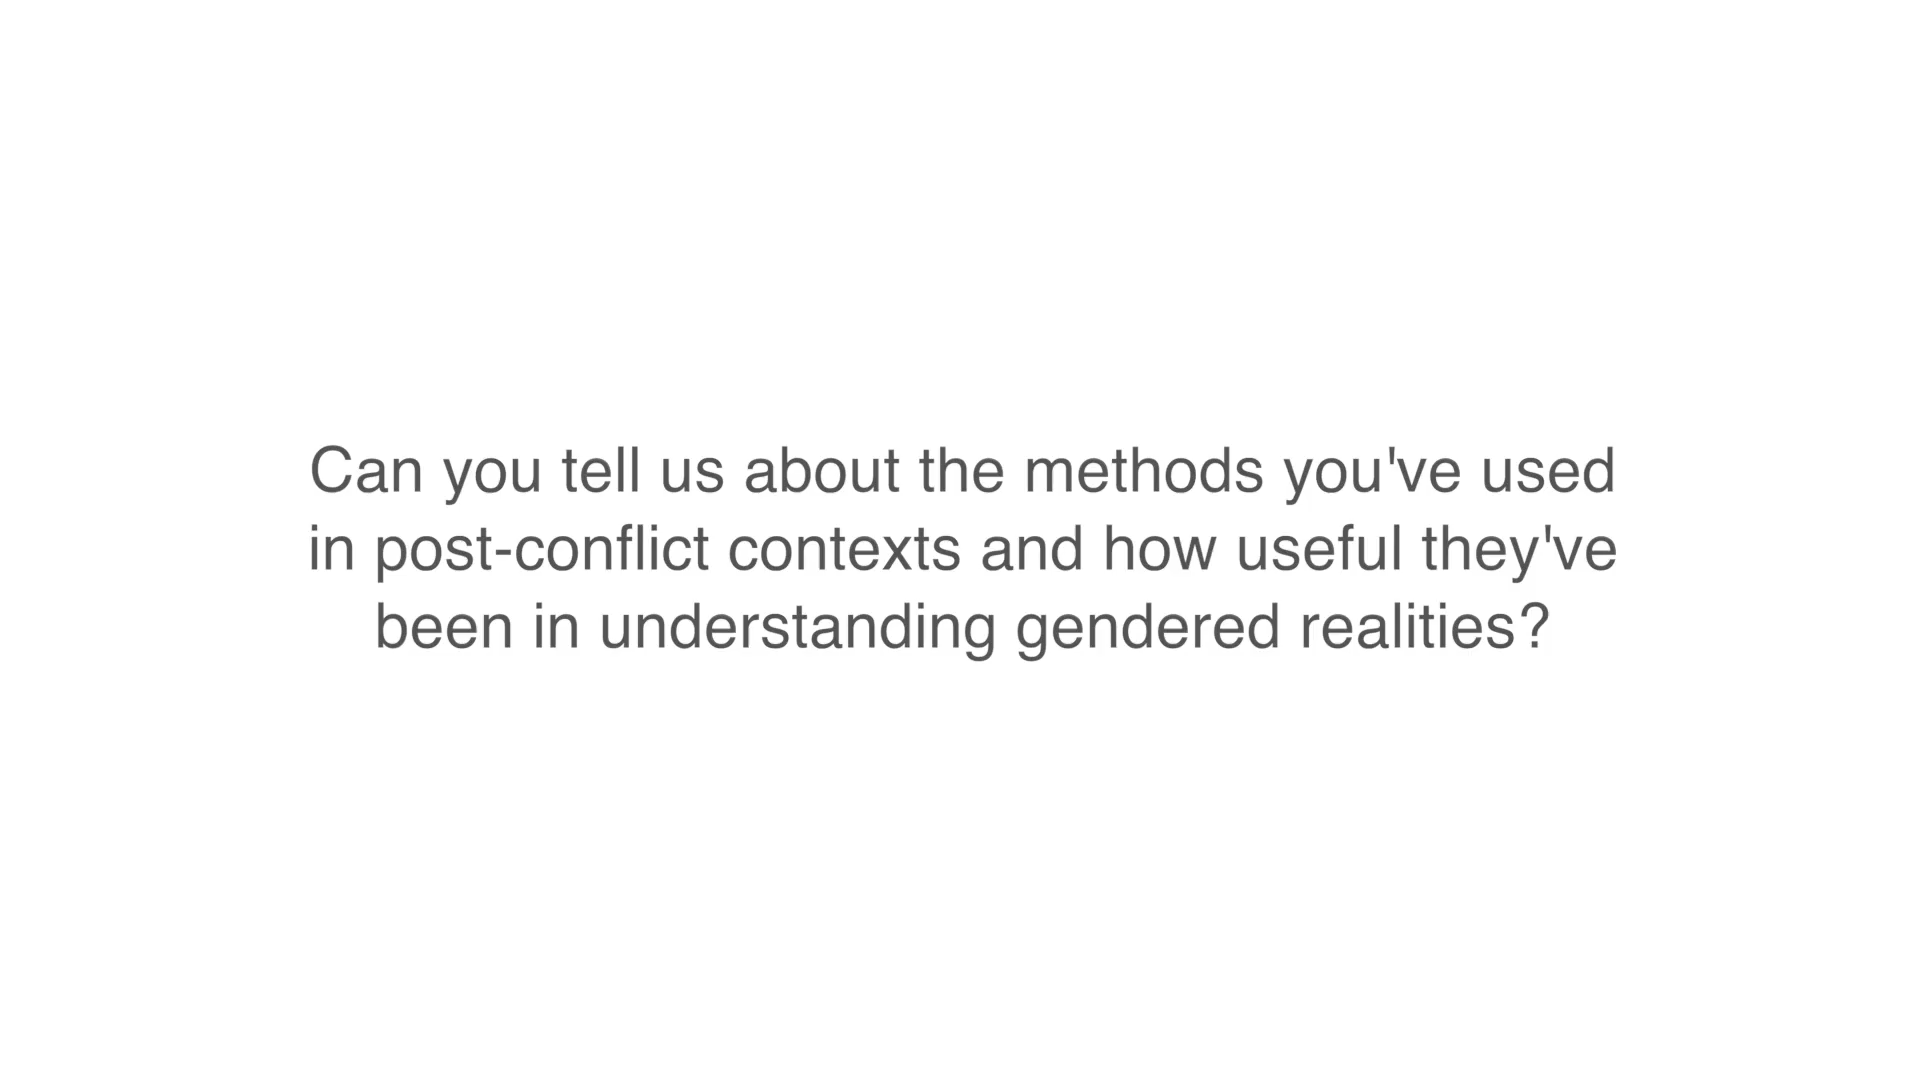 Can you tell us about the methods you've used
in post-conflict contexts and how useful they've
been in understanding gendered realities?